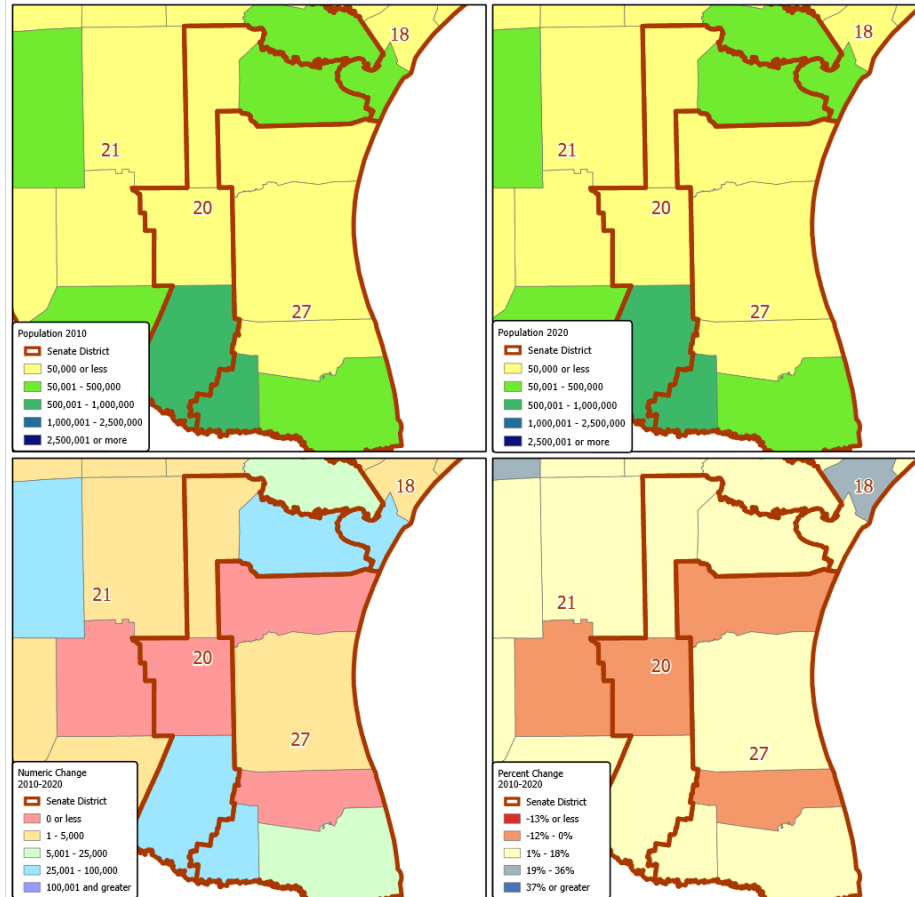 18
21
20
27
Population 2010
Senate District
50,000 or less
50,001 - 500,000
500,001 - 1,000,000
1,000,001 - 2,500,000
2,500,001 or more
18
21
20
27
Population 2020
Senate District
50,000 or less
50,001 - 500,000
500,001 - 1,000,000
1,000,001 - 2,500,000
2,500,001 or more
18
21
20
27
Numeric Change
2010-2020
Senate District
0 or less
1 - 5,000
5,001 - 25,000
25,001 - 100,000
100,001 and greater
18
21
20
27
Percent Change
2010-2020
Senate District
-13% or less
-12% - 0%
1% - 18%
19% - 36%
37% or greater